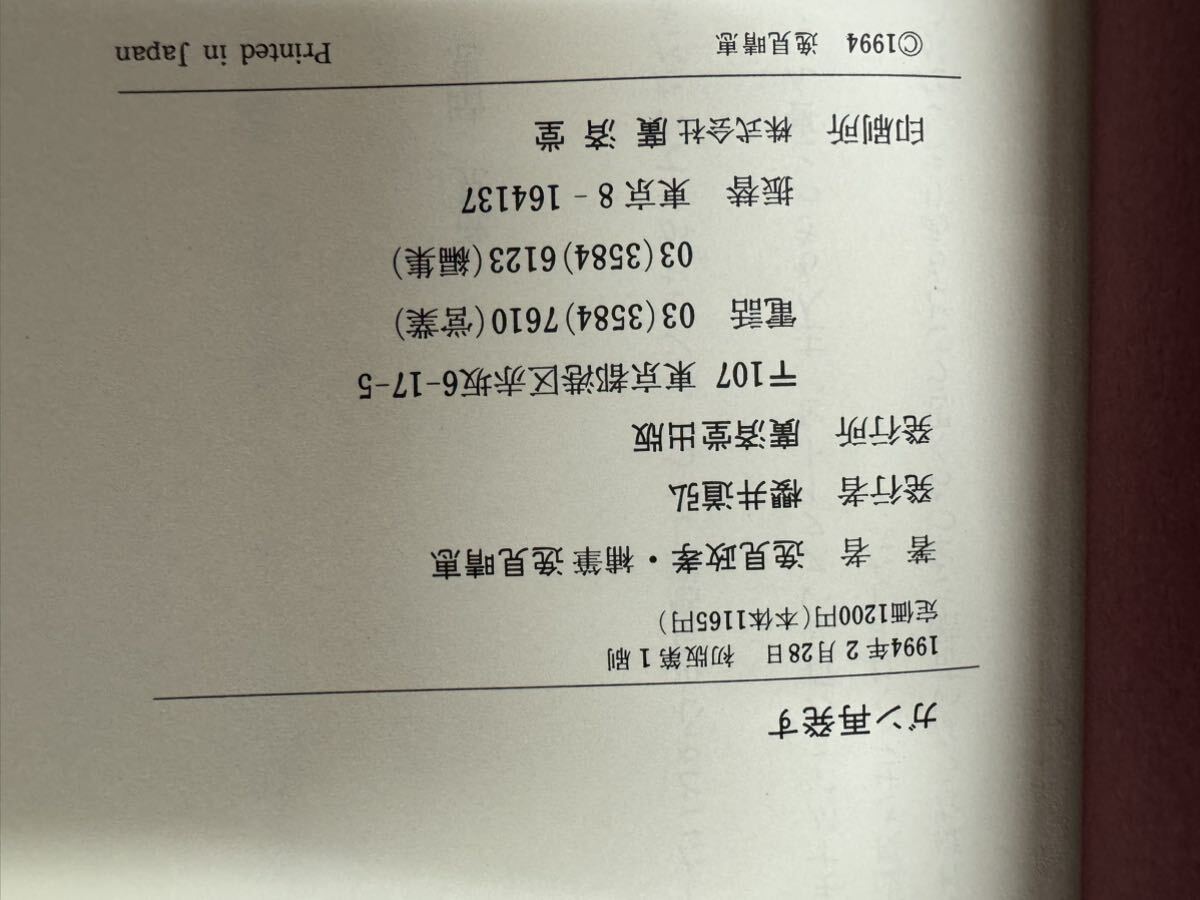 ガン再発す
1994年2月28日　初版第1刷
定価1200円(本体1165円)
著　者　逸見政孝・補筆 逸見晴恵
発行者　櫻井道弘
発行所　廣済堂出版
〒107　東京都港区赤坂6-17-5
電話　03(3584)7610(営業)
03(3584)6123(編集)
振替　東京8-164137
印刷所　株式会社 廣 済 堂
©1994　逸見晴恵　Printed in Japan